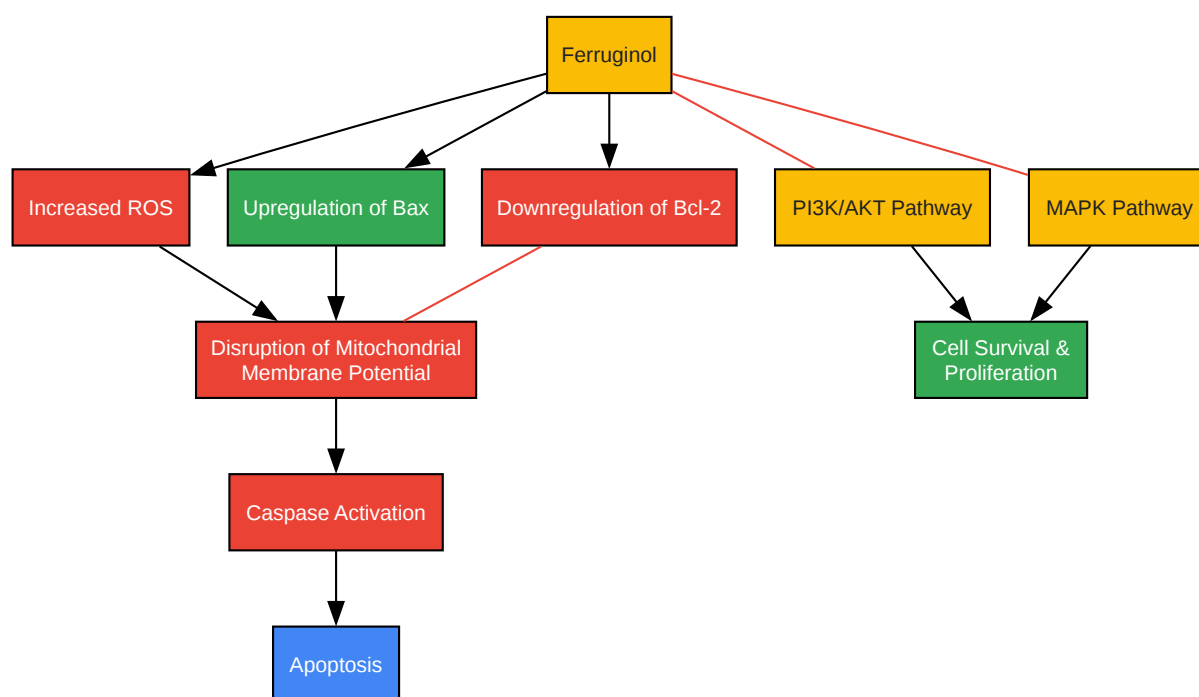 Ferruginol
Increased ROS
Upregulation of Bax
Downregulation of Bcl-2
PI3K/AKT Pathway
MAPK Pathway
Disruption of Mitochondrial
Membrane Potential
Cell Survival &
Proliferation
Caspase Activation
Apoptosis